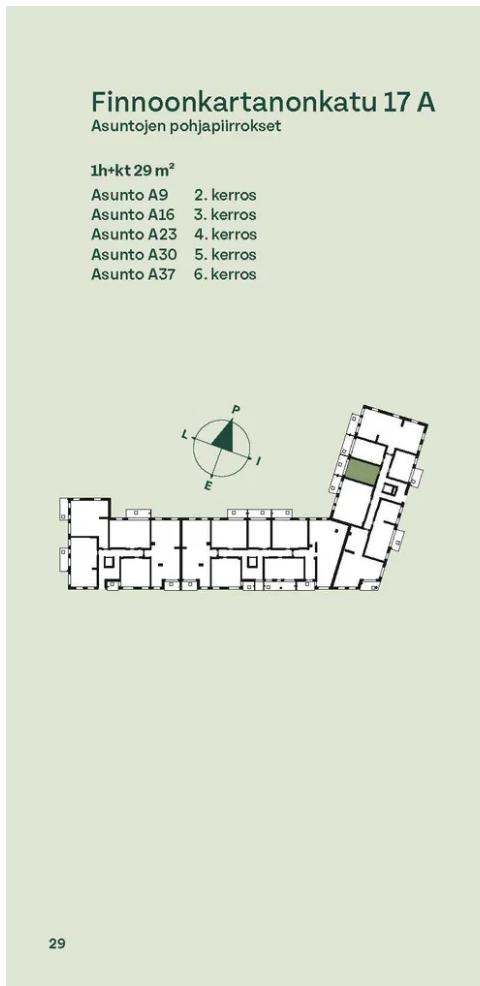 Finnoonkartanonkatu 17 A
Asuntojen pohjapiirrokset
1h+kt 29 m²
Asunto A9 2. kerros
Asunto A16 3. kerros
Asunto A23 4. kerros
Asunto A30 5. kerros
Asunto A37 6. kerros
P
L
I
E
29